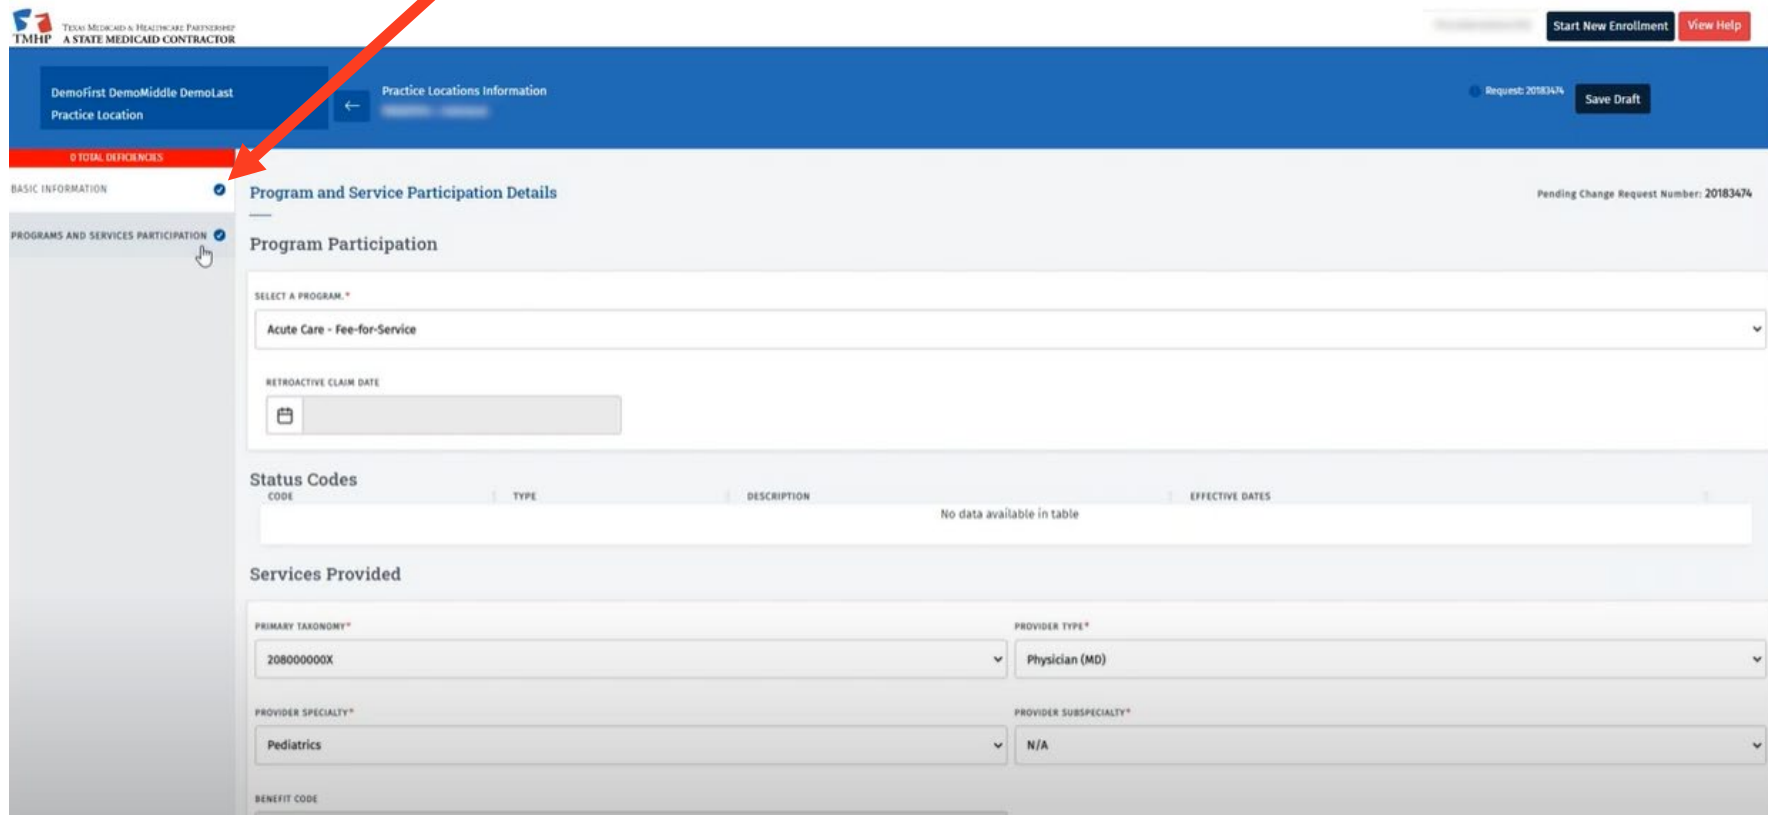 TEXAS MEDICAID & HEALTHCARE PARTNERSHIP
TMHP A STATE MEDICAID CONTRACTOR
Start New Enrollment
View Help
DemoFirst DemoMiddle DemoLast
Practice Location
←
Practice Locations Information
Request: 20183474
Save Draft
0 TOTAL DEFICIENCIES
BASIC INFORMATION
PROGRAMS AND SERVICES PARTICIPATION
Program and Service Participation Details
Pending Change Request Number: 20183474
Program Participation
SELECT A PROGRAM.*
Acute Care - Fee-for-Service
RETROACTIVE CLAIM DATE
Status Codes
CODE TYPE DESCRIPTION EFFECTIVE DATES
No data available in table
Services Provided
PRIMARY TAXONOMY* PROVIDER TYPE*
208000000X Physician (MD)
PROVIDER SPECIALTY* PROVIDER SUBSPECIALTY*
Pediatrics N/A
BENEFIT CODE